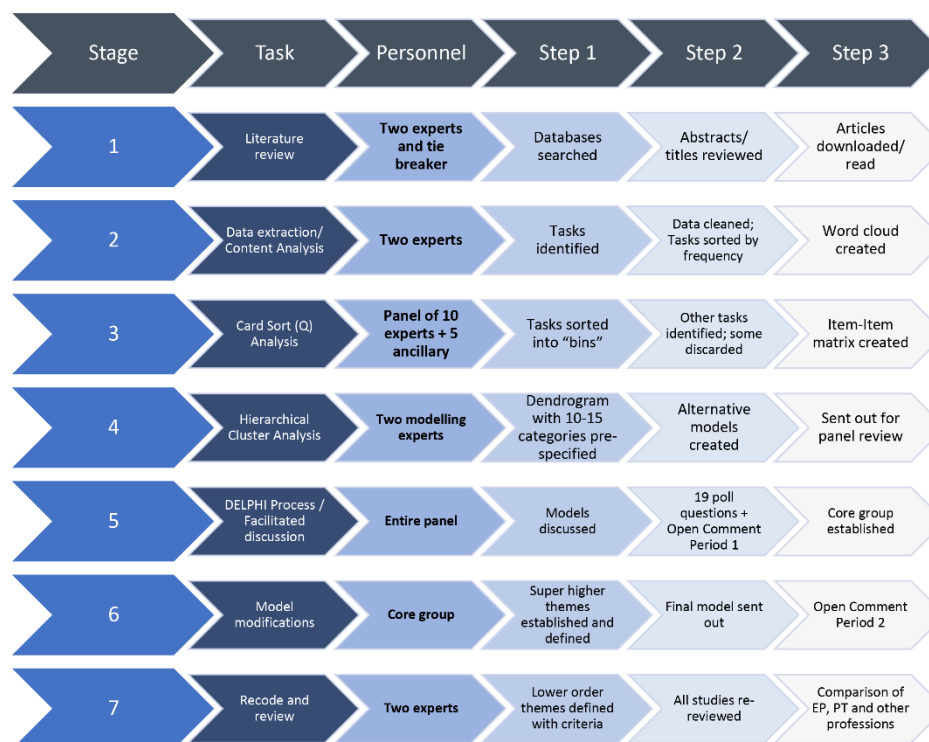 Stage
Task
Personnel
Step 1
Step 2
Step 3
1
Literature
review
Two experts
and tie
breaker
Databases
searched
Abstracts/
titles reviewed
Articles
downloaded/
read
2
Data extraction/
Content Analysis
Two experts
Tasks
identified
Data cleaned;
Tasks sorted by
frequency
Word cloud
created
3
Card Sort (Q)
Analysis
Panel of 10
experts + 5
ancillary
Tasks sorted
into “bins”
Other tasks
identified; some
discarded
Item-Item
matrix created
4
Hierarchical
Cluster Analysis
Two modelling
experts
Dendrogram
with 10-15
categories pre-
specified
Alternative
models
created
Sent out for
panel review
5
DELPHI Process /
Facilitated
discussion
Entire panel
Models
discussed
19 poll
questions +
Open Comment
Period 1
Core group
established
6
Model
modifications
Core group
Super higher
themes
established and
defined
Final model sent
out
Open Comment
Period 2
7
Recode and
review
Two experts
Lower order
themes defined
with criteria
All studies re-
reviewed
Comparison of
EP, PT and other
professions